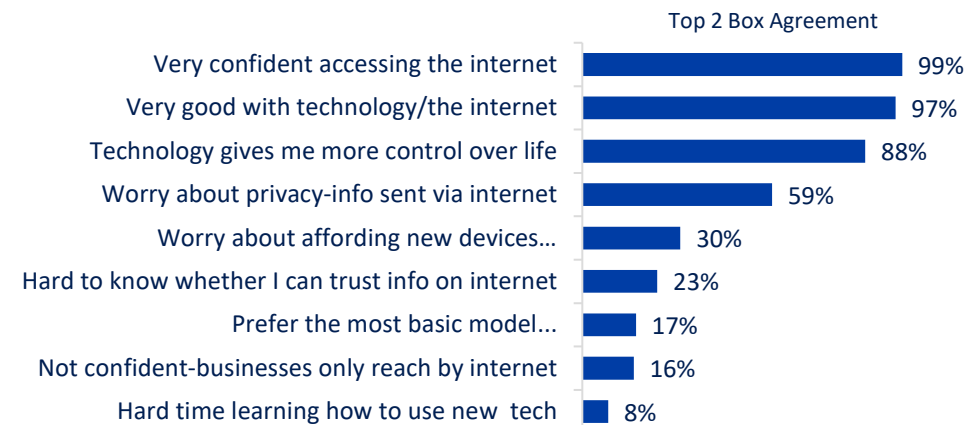 Top 2 Box Agreement
Very confident accessing the internet 99%
Very good with technology/the internet 97%
Technology gives me more control over life 88%
Worry about privacy-info sent via internet 59%
Worry about affording new devices… 30%
Hard to know whether I can trust info on internet 23%
Prefer the most basic model... 17%
Not confident-businesses only reach by internet 16%
Hard time learning how to use new  tech 8%